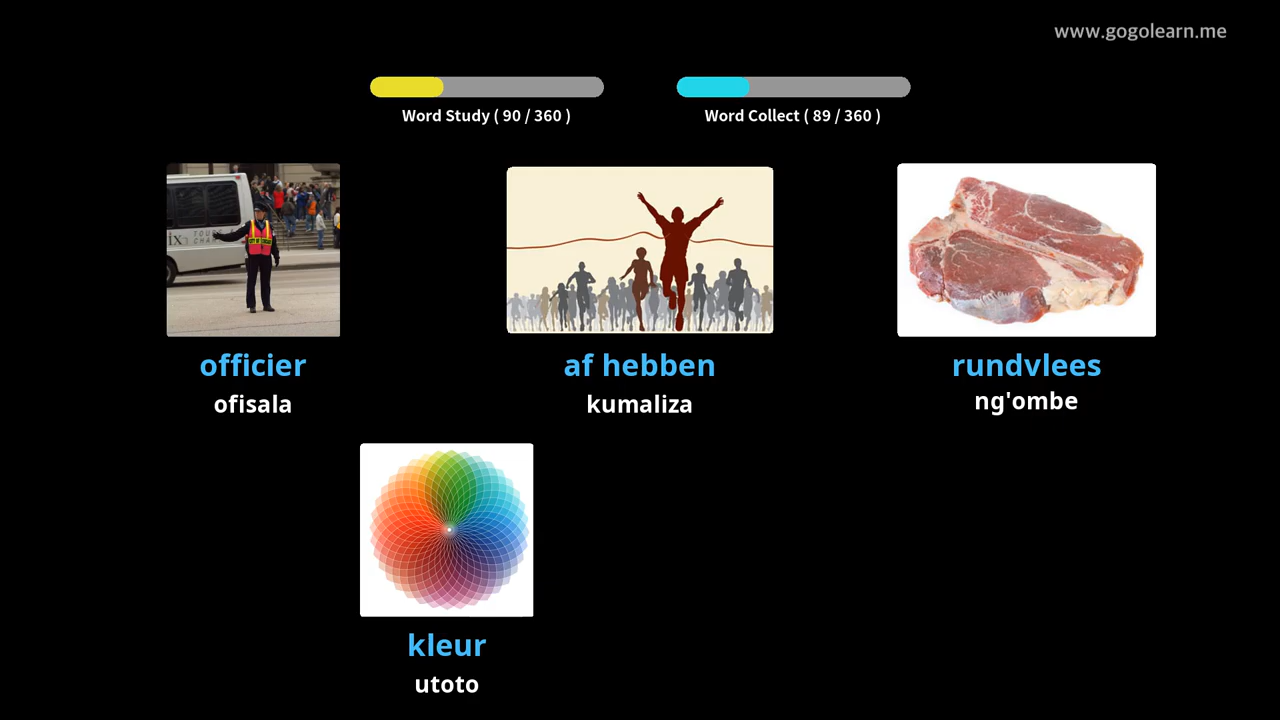 www.gogolearn.me
Word Study ( 90 / 360 )
Word Collect ( 89 / 360 )
officier
ofisala
af hebben
kumaliza
rundvlees
ng'ombe
kleur
utoto